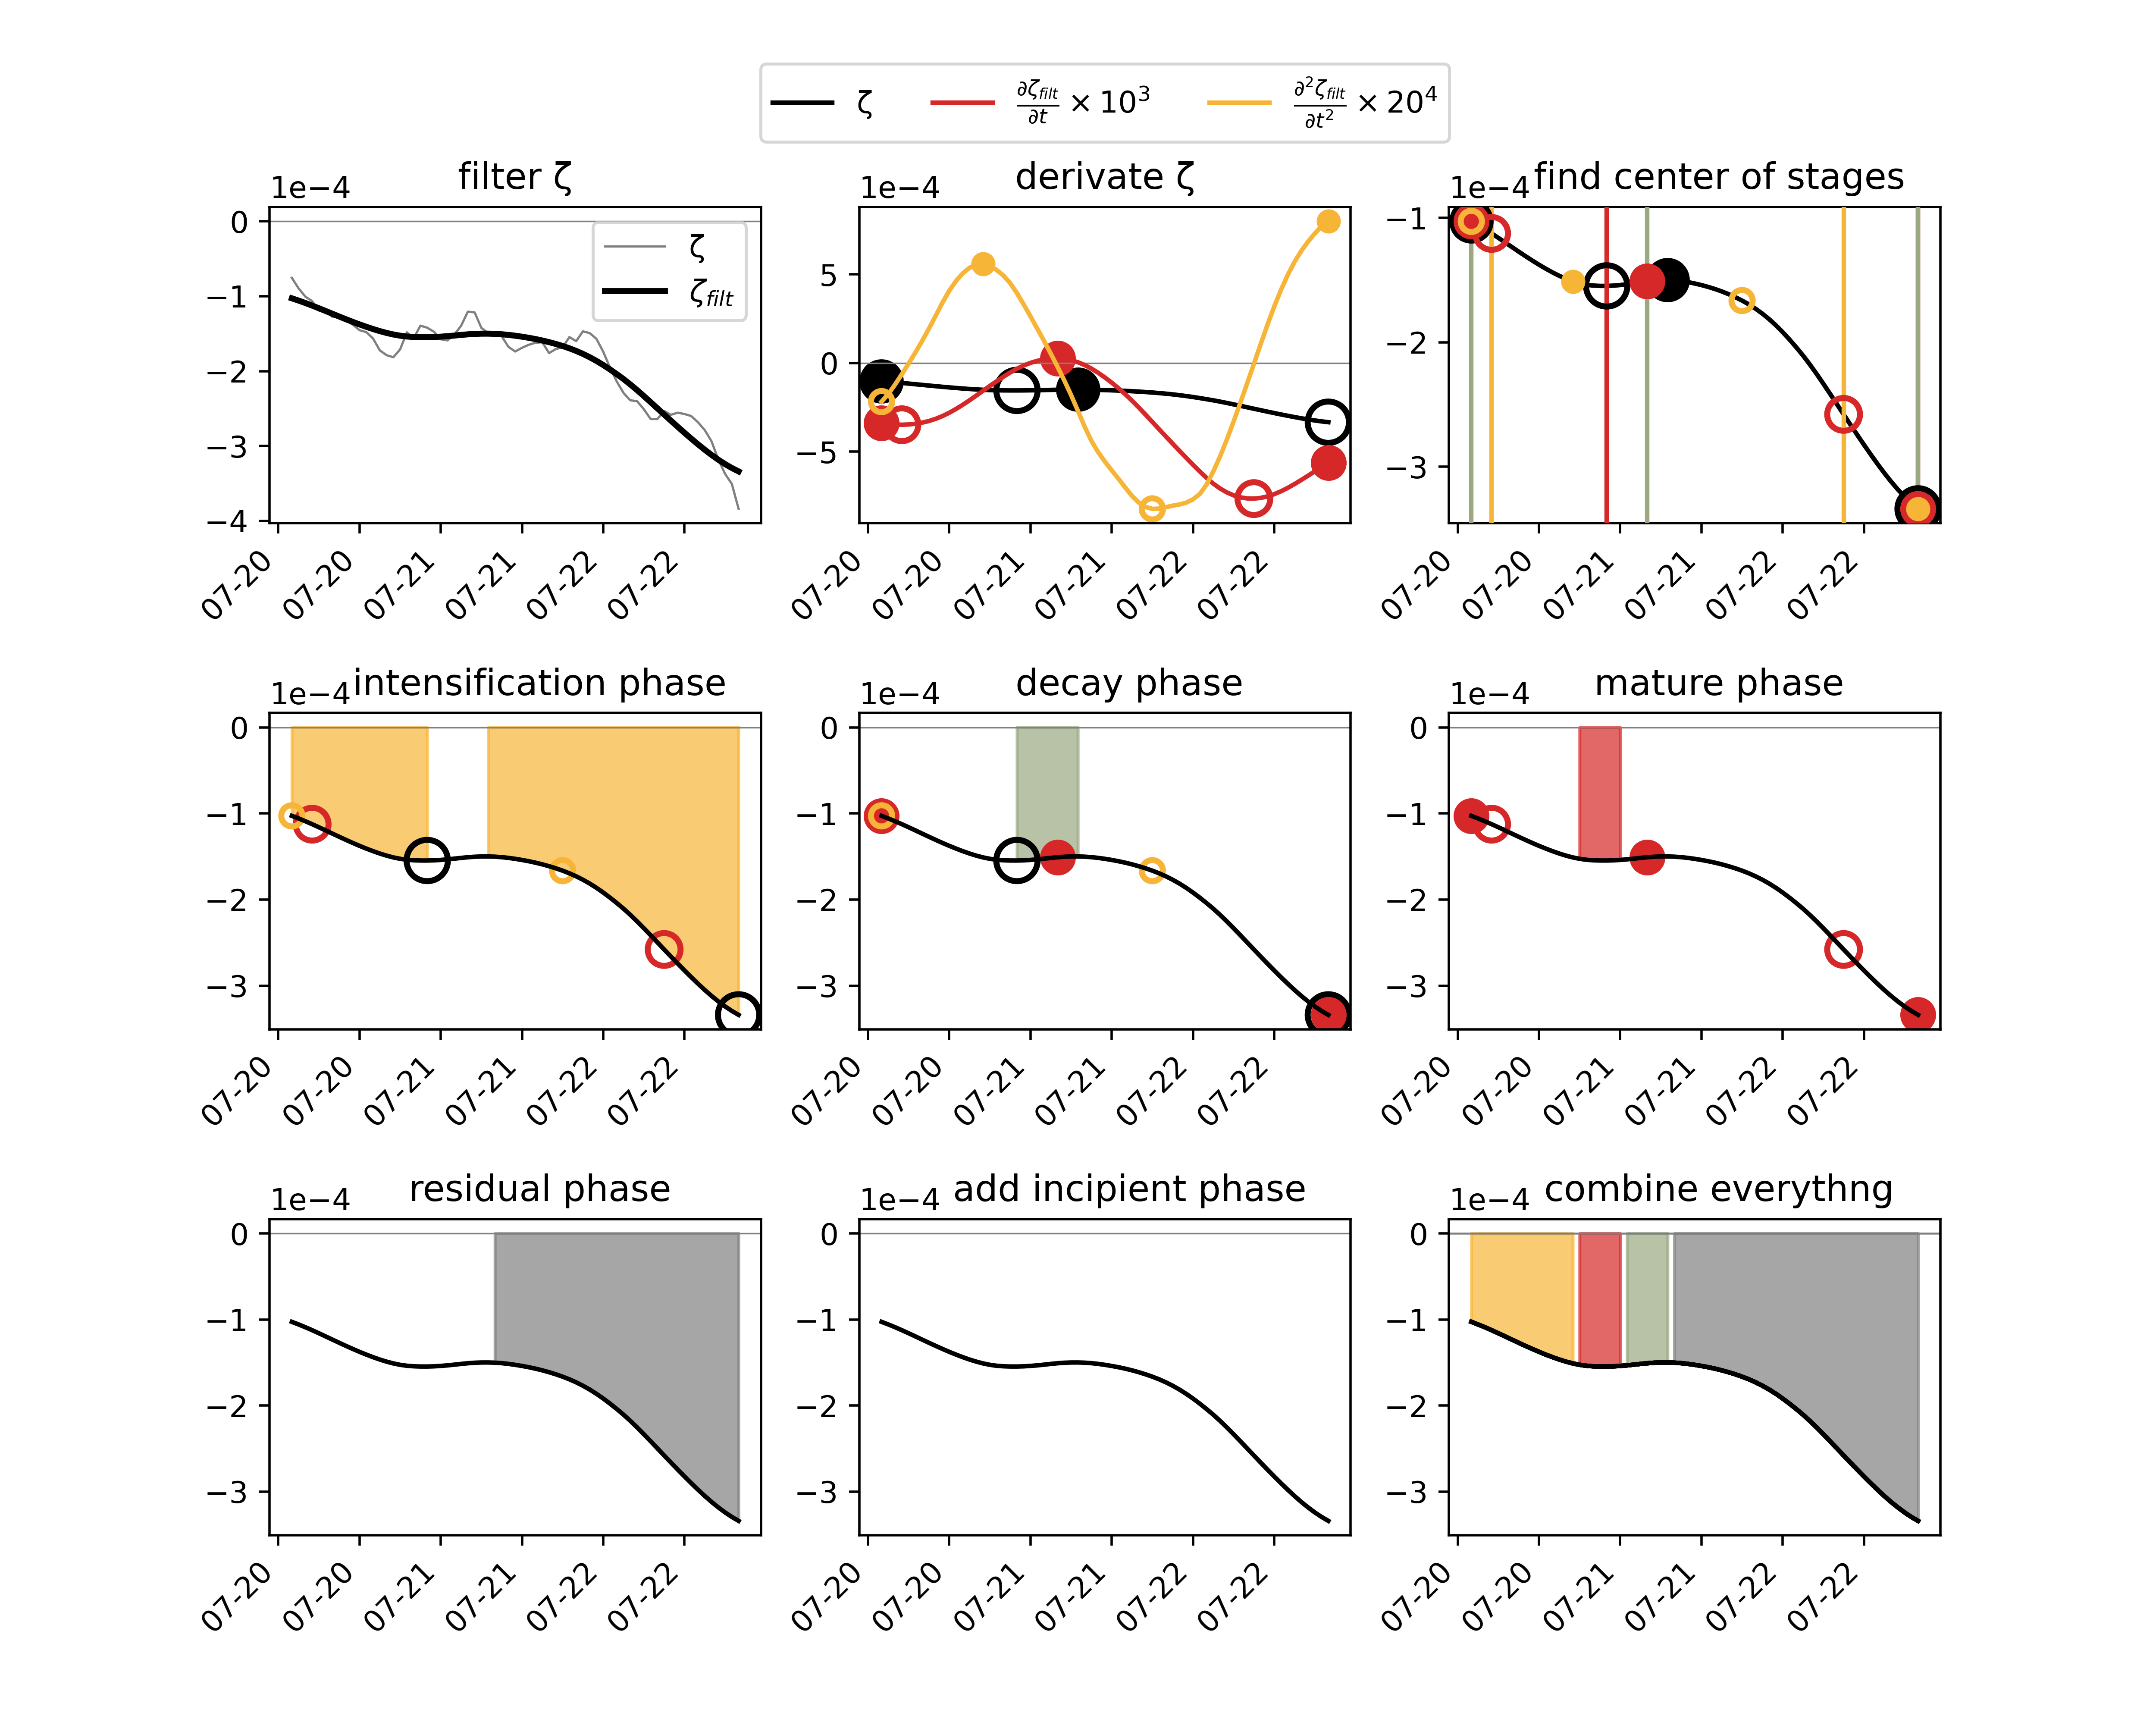 ζ ∂ζ_filt/∂t × 10³ ∂²ζ_filt/∂t² × 20⁴
filter ζ
1e−4
0
−1
−2
−3
−4
ζ
ζ_filt
07-20 07-20 07-21 07-21 07-22 07-22
derivate ζ
1e−4
5
0
−5
07-20 07-20 07-21 07-21 07-22 07-22
find center of stages
1e−4
−1
−2
−3
07-20 07-20 07-21 07-21 07-22 07-22
intensification phase
1e−4
0
−1
−2
−3
07-20 07-20 07-21 07-21 07-22 07-22
decay phase
1e−4
0
−1
−2
−3
07-20 07-20 07-21 07-21 07-22 07-22
mature phase
1e−4
0
−1
−2
−3
07-20 07-20 07-21 07-21 07-22 07-22
residual phase
1e−4
0
−1
−2
−3
07-20 07-20 07-21 07-21 07-22 07-22
add incipient phase
1e−4
0
−1
−2
−3
07-20 07-20 07-21 07-21 07-22 07-22
combine everythng
1e−4
0
−1
−2
−3
07-20 07-20 07-21 07-21 07-22 07-22